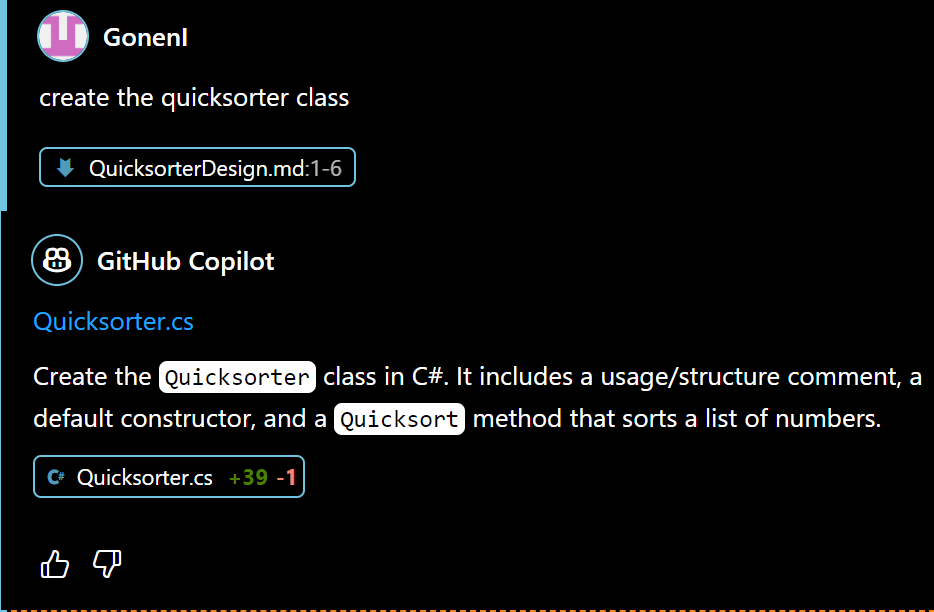 Gonenl
create the quicksorter class
QuicksorterDesign.md:1-6
GitHub Copilot
Quicksorter.cs
Create the Quicksorter class in C#. It includes a usage/structure comment, a
default constructor, and a Quicksort method that sorts a list of numbers.
C# Quicksorter.cs +39 -1